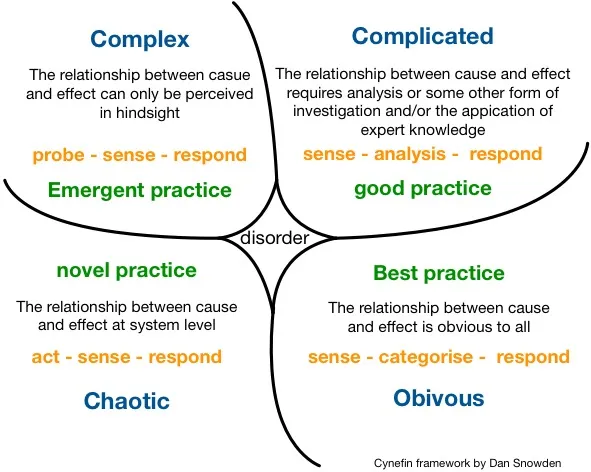 Complex
The relationship between casue
and effect can only be perceived
in hindsight
probe - sense - respond
Emergent practice
Complicated
The relationship between cause and effect
requires analysis or some other form of
investigation and/or the appication of
expert knowledge
sense - analysis - respond
good practice
disorder
novel practice
The relationship between cause
and effect at system level
act - sense - respond
Chaotic
Best practice
The relationship between cause
and effect is obvious to all
sense - categorise - respond
Obivous
Cynefin framework by Dan Snowden